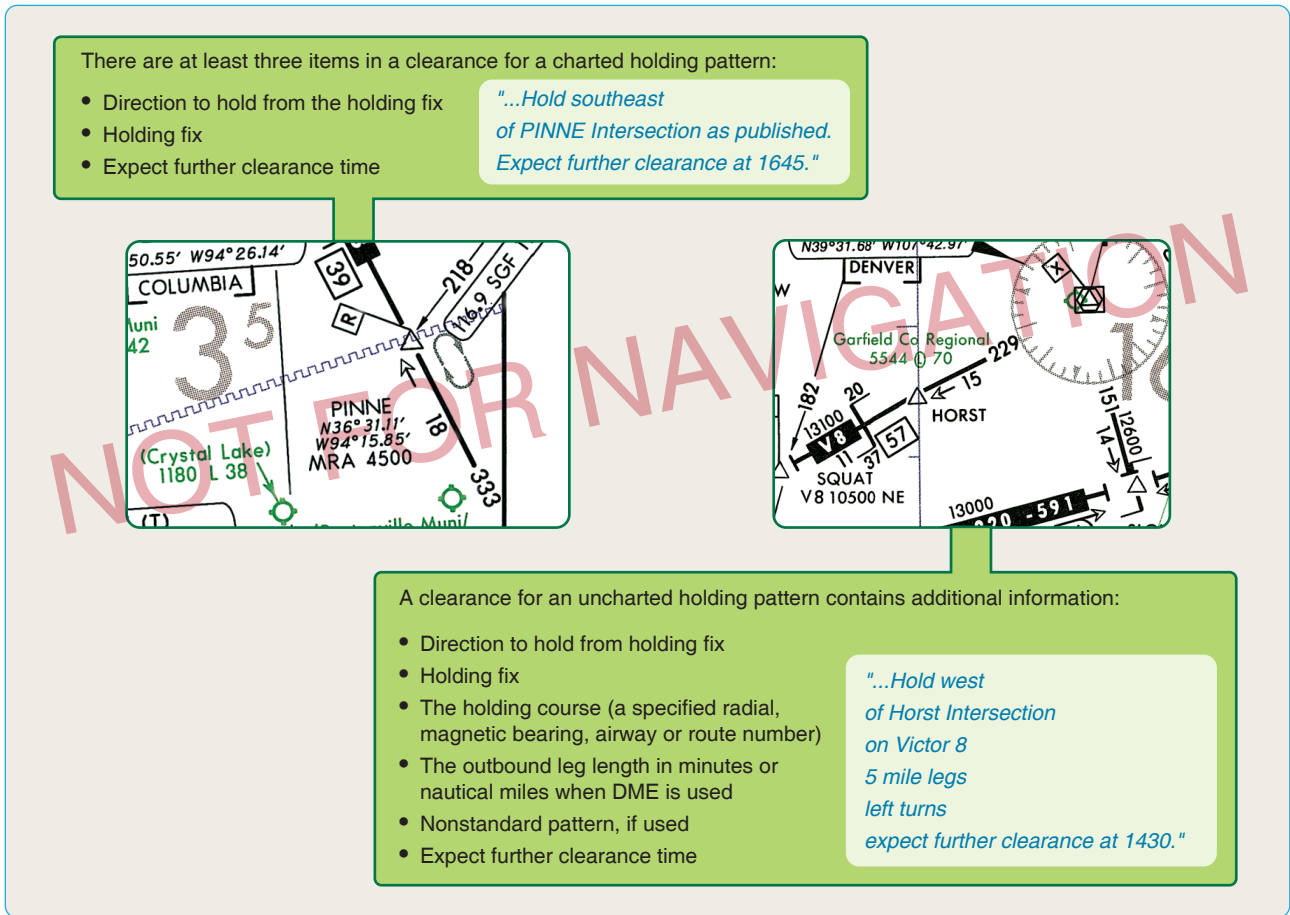 There are at least three items in a clearance for a charted holding pattern:
• Direction to hold from the holding fix
• Holding fix
• Expect further clearance time
"...Hold southeast
of PINNE Intersection as published.
Expect further clearance at 1645."
50.55' W94°26.14'
COLUMBIA
35
42
39
R
218
116.9 SGF
PINNE
N36°31.11'
W94°15.85'
MRA 4500
18
333
(Crystal Lake)
1180 L 38
(T)
Muni/
N39°31.68' W107°42.97'
DENVER
X
Garfield Co Regional
5544 () 70
229
15
HORST
182
20
13100
V8
57
11
37
SQUAT
V8 10500 NE
151
12600
14
13000
-591
NOT FOR NAVIGATION
A clearance for an uncharted holding pattern contains additional information:
• Direction to hold from holding fix
• Holding fix
• The holding course (a specified radial,
magnetic bearing, airway or route number)
• The outbound leg length in minutes or
nautical miles when DME is used
• Nonstandard pattern, if used
• Expect further clearance time
"...Hold west
of Horst Intersection
on Victor 8
5 mile legs
left turns
expect further clearance at 1430."